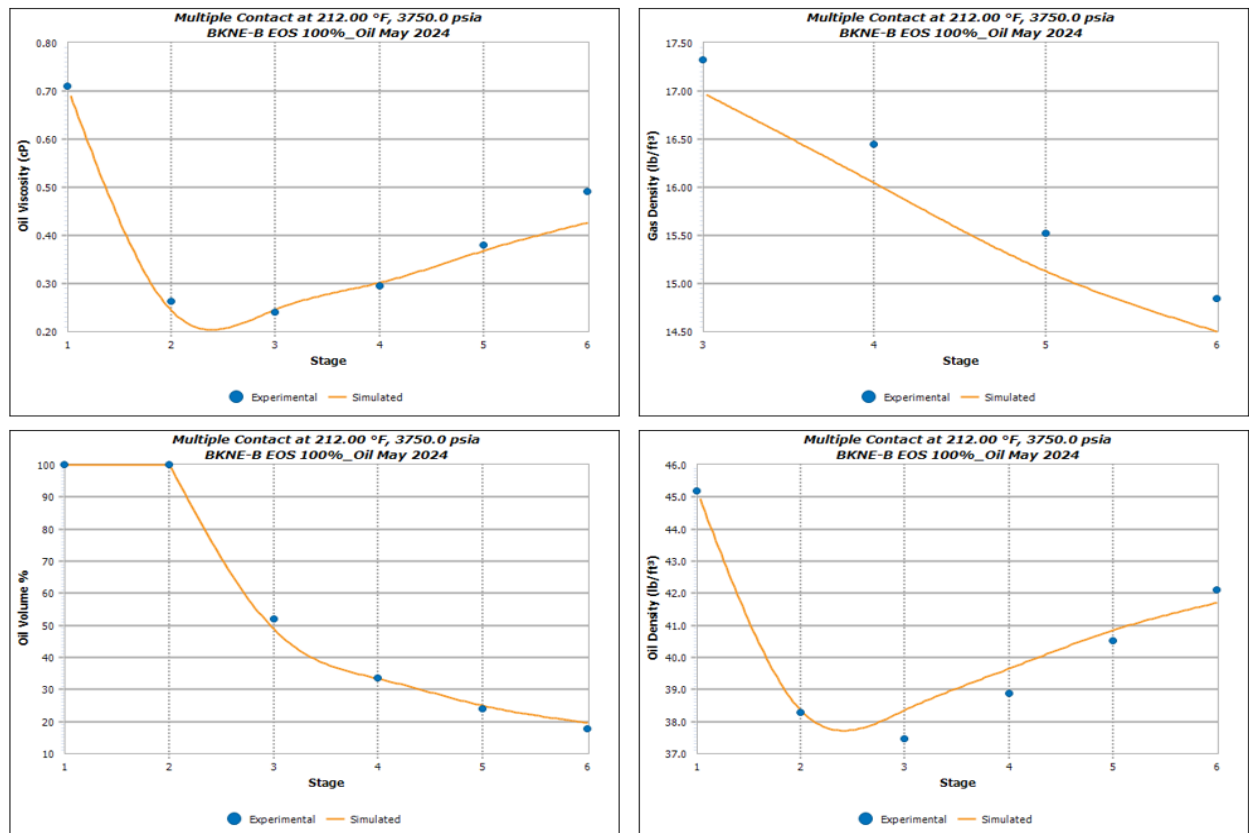 Multiple Contact at 212.00 °F, 3750.0 psia
BKNE-B EOS 100%_Oil May 2024
Oil Viscosity (cP)
0.80
0.70
0.60
0.50
0.40
0.30
0.20
1 2 3 4 5 6
Stage
Experimental Simulated
Multiple Contact at 212.00 °F, 3750.0 psia
BKNE-B EOS 100%_Oil May 2024
Gas Density (lb/ft³)
17.50
17.00
16.50
16.00
15.50
15.00
14.50
3 4 5 6
Stage
Experimental Simulated
Multiple Contact at 212.00 °F, 3750.0 psia
BKNE-B EOS 100%_Oil May 2024
Oil Volume %
100
90
80
70
60
50
40
30
20
10
1 2 3 4 5 6
Stage
Experimental Simulated
Multiple Contact at 212.00 °F, 3750.0 psia
BKNE-B EOS 100%_Oil May 2024
Oil Density (lb/ft³)
46.0
45.0
44.0
43.0
42.0
41.0
40.0
39.0
38.0
37.0
1 2 3 4 5 6
Stage
Experimental Simulated